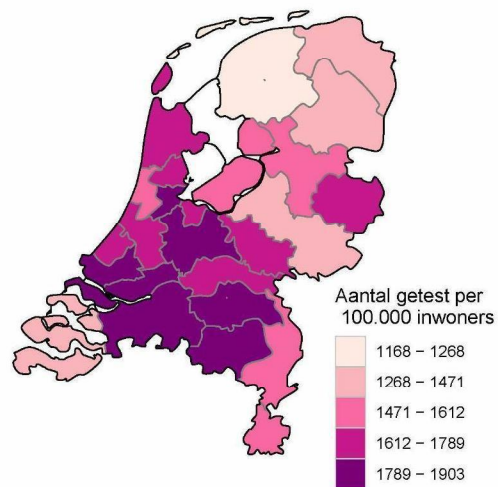 Aantal getest per
100.000 inwoners
1168 – 1268
1268 – 1471
1471 – 1612
1612 – 1789
1789 – 1903